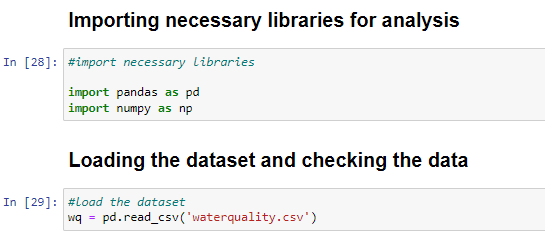 Importing necessary libraries for analysis
In [28]: #import necessary libraries
import pandas as pd
import numpy as np
Loading the dataset and checking the data
In [29]: #load the dataset
wq = pd.read_csv('waterquality.csv')